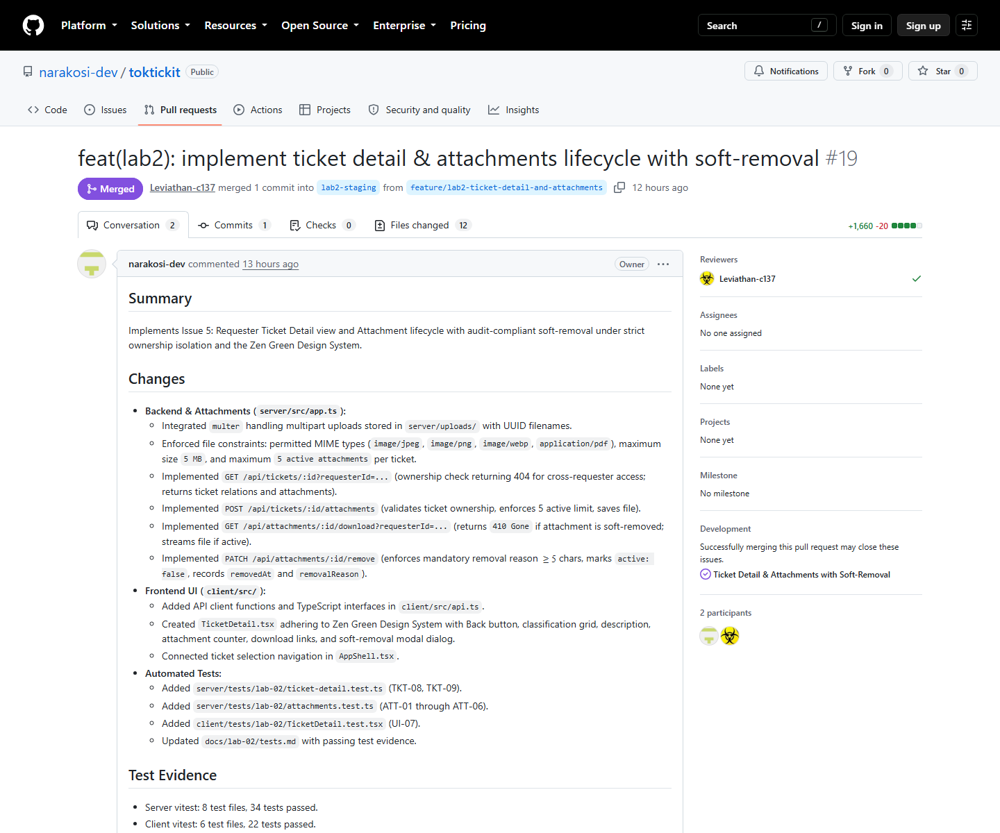 Platform Solutions Resources Open Source Enterprise Pricing Search / Sign in Sign up
narakosi-dev / toktickit Public Notifications Fork 0 Star 0
Code Issues Pull requests Actions Projects Security and quality Insights
feat(lab2): implement ticket detail & attachments lifecycle with soft-removal #19
Merged Leviathan-c137 merged 1 commit into lab2-staging from feature/lab2-ticket-detail-and-attachments 12 hours ago
Conversation 2 Commits 1 Checks 0 Files changed 12 +1,660 -20
narakosi-dev commented 13 hours ago Owner
Summary
Implements Issue 5: Requester Ticket Detail view and Attachment lifecycle with audit-compliant soft-removal under strict
ownership isolation and the Zen Green Design System.
Changes
Backend & Attachments ( server/src/app.ts ):
Integrated multer handling multipart uploads stored in server/uploads/ with UUID filenames.
Enforced file constraints: permitted MIME types ( image/jpeg , image/png , image/webp , application/pdf ), maximum
size 5 MB , and maximum 5 active attachments per ticket.
Implemented GET /api/tickets/:id?requesterId=... (ownership check returning 404 for cross-requester access;
returns ticket relations and attachments).
Implemented POST /api/tickets/:id/attachments (validates ticket ownership, enforces 5 active limit, saves file).
Implemented GET /api/attachments/:id/download?requesterId=... (returns 410 Gone if attachment is soft-removed;
streams file if active).
Implemented PATCH /api/attachments/:id/remove (enforces mandatory removal reason ≥ 5 chars, marks active:
false , records removedAt and removalReason ).
Frontend UI ( client/src/ ):
Added API client functions and TypeScript interfaces in client/src/api.ts .
Created TicketDetail.tsx adhering to Zen Green Design System with Back button, classification grid, description,
attachment counter, download links, and soft-removal modal dialog.
Connected ticket selection navigation in AppShell.tsx .
Automated Tests:
Added server/tests/lab-02/ticket-detail.test.ts (TKT-08, TKT-09).
Added server/tests/lab-02/attachments.test.ts (ATT-01 through ATT-06).
Added client/tests/lab-02/TicketDetail.test.tsx (UI-07).
Updated docs/lab-02/tests.md with passing test evidence.
Test Evidence
Server vitest: 8 test files, 34 tests passed.
Client vitest: 6 test files, 22 tests passed.
Reviewers
Leviathan-c137
Assignees
No one assigned
Labels
None yet
Projects
None yet
Milestone
No milestone
Development
Successfully merging this pull request may close these
issues.
Ticket Detail & Attachments with Soft-Removal
2 participants